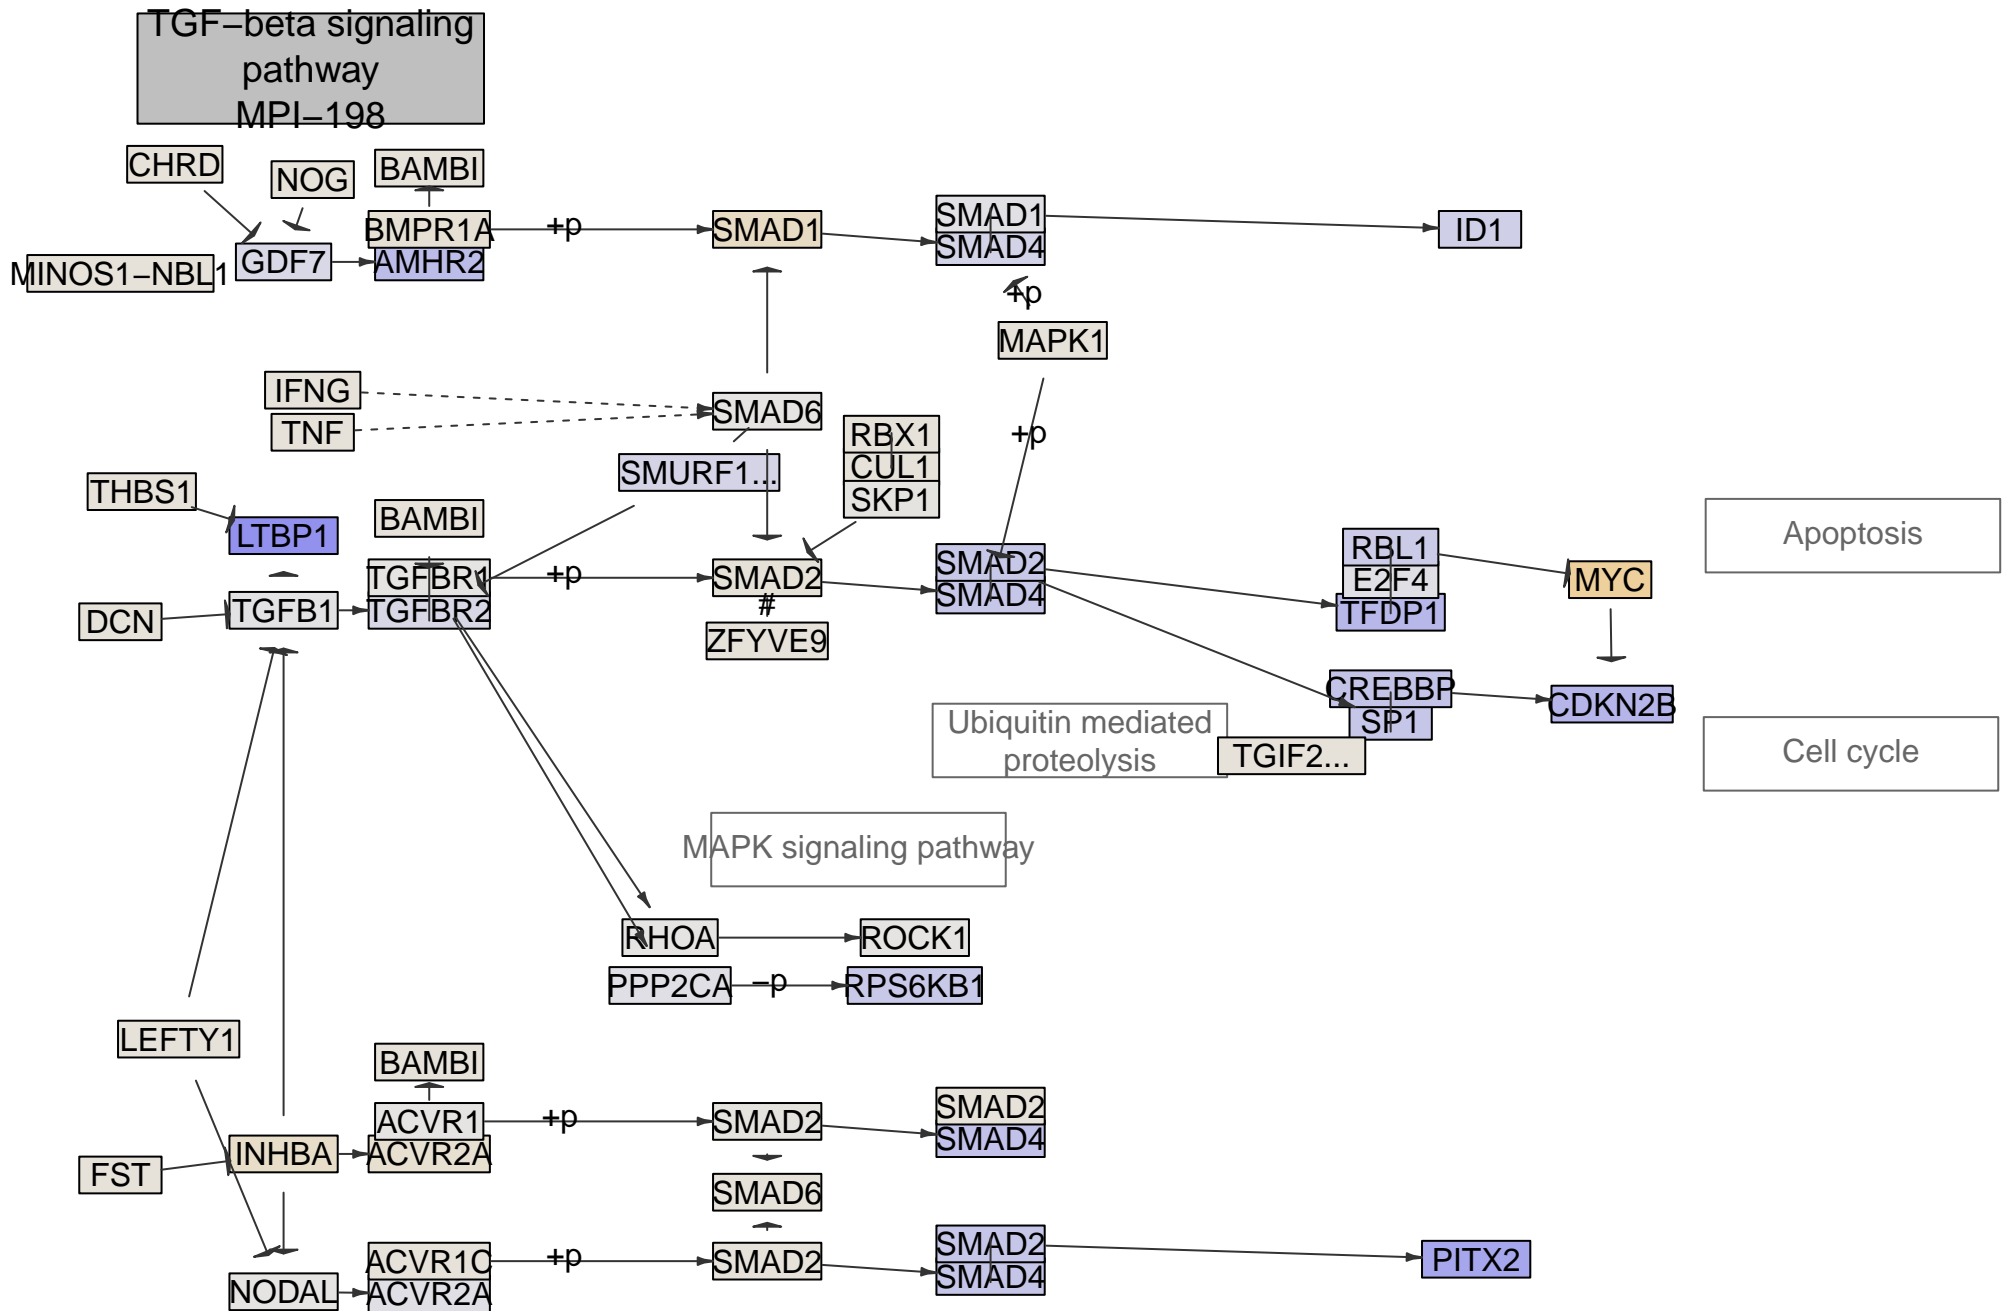 TGF−beta signaling
pathway
MPI−198
CHRD
NOG
BAMBI
BMPR1A
+p
SMAD1
SMAD1
SMAD4
ID1
MINOS1−NBL1
GDF7
AMHR2
+p
MAPK1
IFNG
TNF
SMAD6
RBX1
CUL1
SKP1
+p
SMURF1...
THBS1
LTBP1
BAMBI
TGFBR1
TGFBR2
+p
SMAD2
#
ZFYVE9
SMAD2
SMAD4
RBL1
E2F4
TFDP1
MYC
Apoptosis
DCN
TGFB1
CREBBP
SP1
TGIF2...
CDKN2B
Ubiquitin mediated
proteolysis
Cell cycle
MAPK signaling pathway
RHOA
ROCK1
PPP2CA
−p
RPS6KB1
LEFTY1
BAMBI
ACVR1
ACVR2A
+p
SMAD2
SMAD2
SMAD4
INHBA
FST
SMAD6
ACVR1C
ACVR2A
+p
SMAD2
SMAD2
SMAD4
PITX2
NODAL